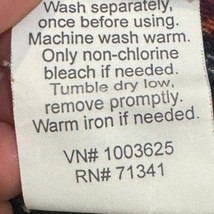 Wash separately,
once before using.
Machine wash warm.
Only non-chlorine
bleach if needed.
Tumble dry low,
remove promptly.
Warm iron if needed.
VN# 1003625
RN# 71341